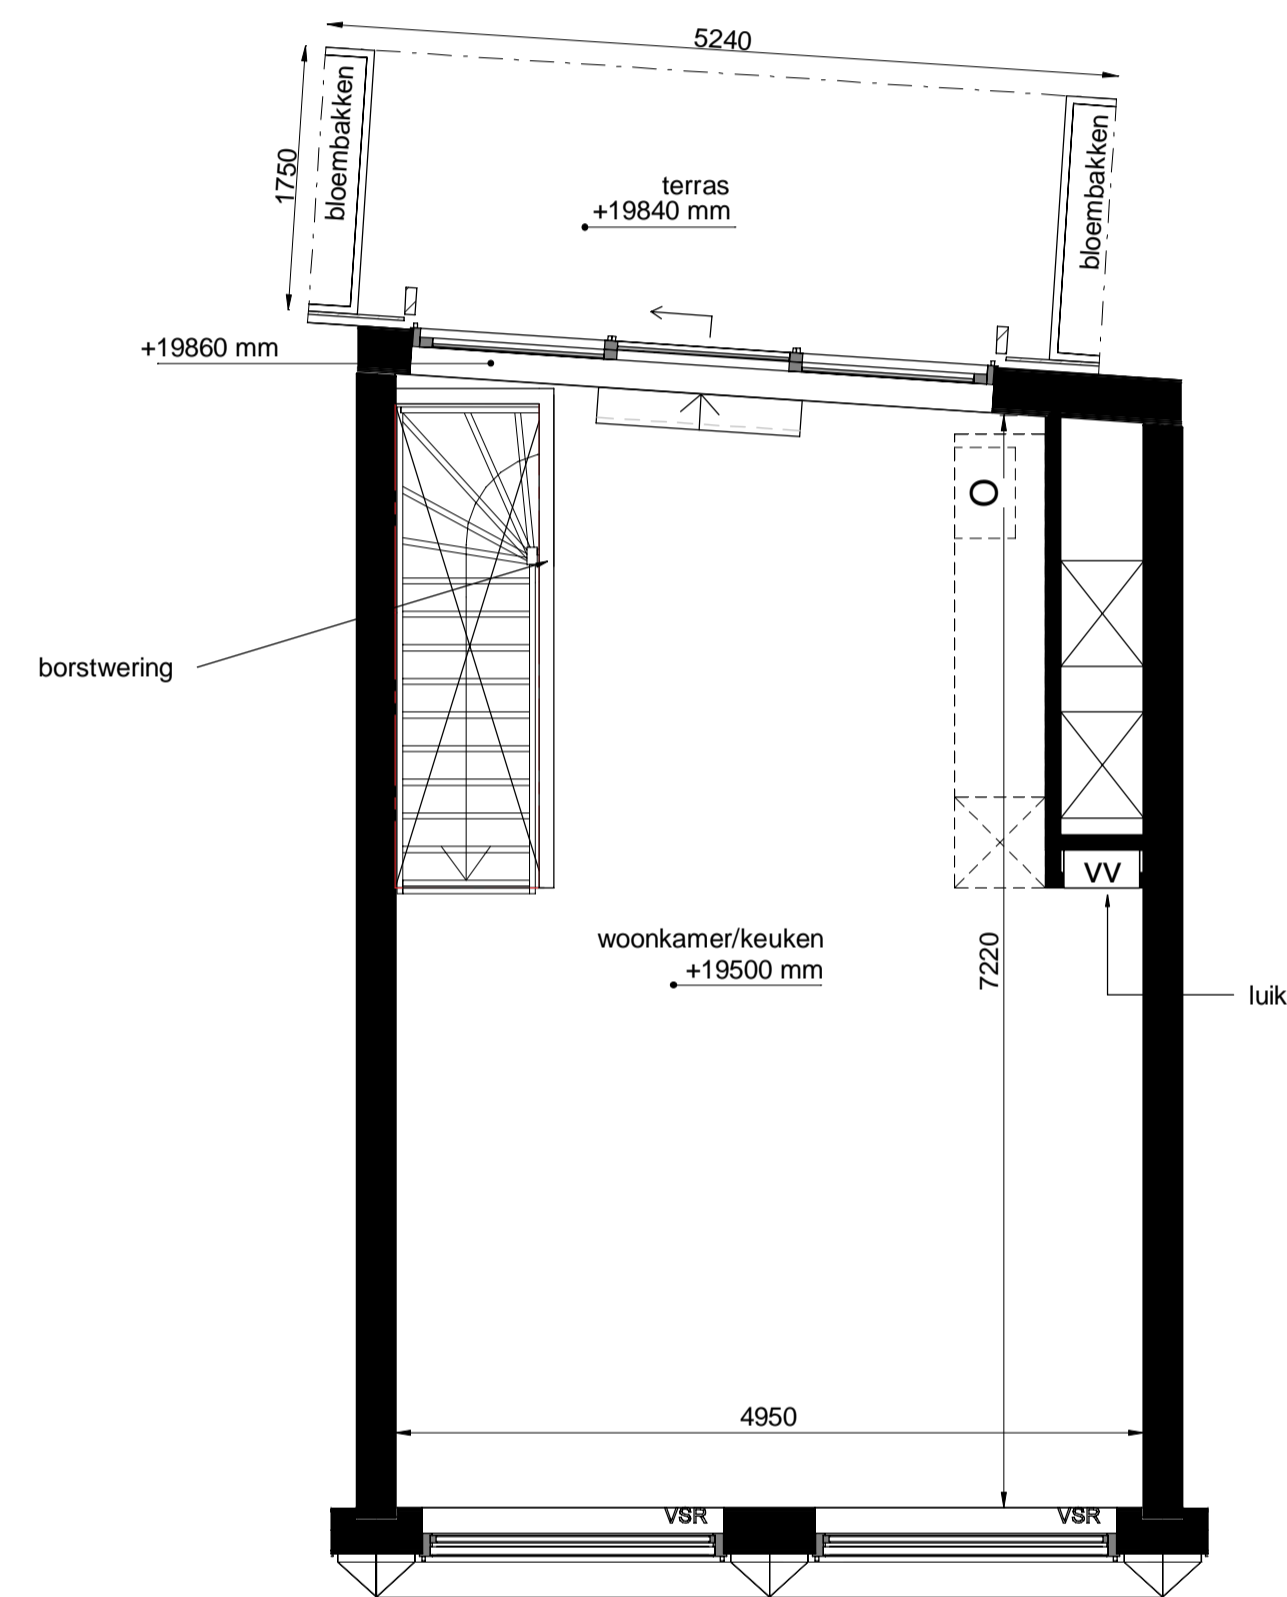 5240
bloembakken
bloembakken
1750
terras
+19840 mm
+19860 mm
O
borstwering
VV
woonkamer/keuken
+19500 mm
7220
luik
4950
VSR
VSR